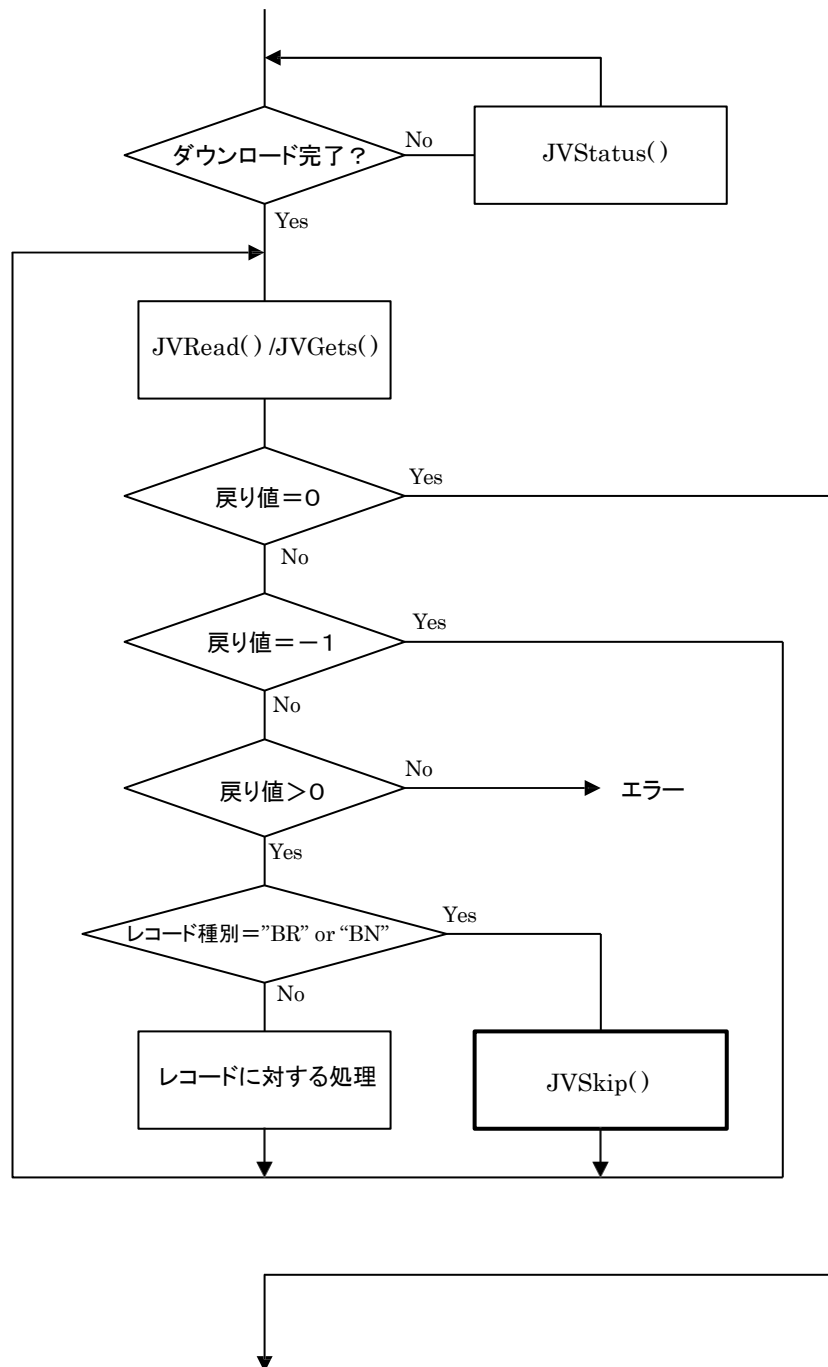 ダウンロード完了？
No
JVStatus( )
Yes
JVRead( ) /JVGets( )
戻り値＝０
Yes
No
戻り値＝－１
Yes
No
戻り値＞０
No
エラー
Yes
レコード種別＝”BR” or “BN”
Yes
No
レコードに対する処理
JVSkip( )